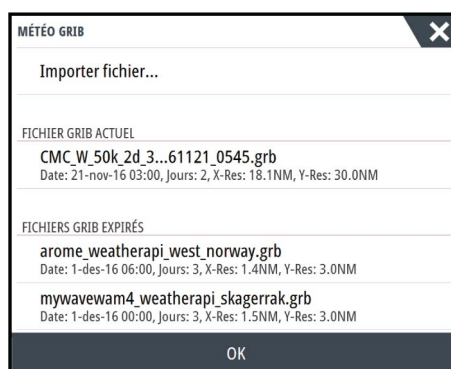 MÉTÉO GRIB
Importer fichier...
FICHIER GRIB ACTUEL
CMC_W_50k_2d_3...61121_0545.grb
Date: 21-nov-16 03:00, Jours: 2, X-Res: 18.1NM, Y-Res: 30.0NM
FICHIERS GRIB EXPIRÉS
arome_weatherapi_west_norway.grb
Date: 1-des-16 06:00, Jours: 3, X-Res: 1.4NM, Y-Res: 3.0NM
mywavewam4_weatherapi_skagerrak.grb
Date: 1-des-16 00:00, Jours: 3, X-Res: 1.5NM, Y-Res: 3.0NM
OK